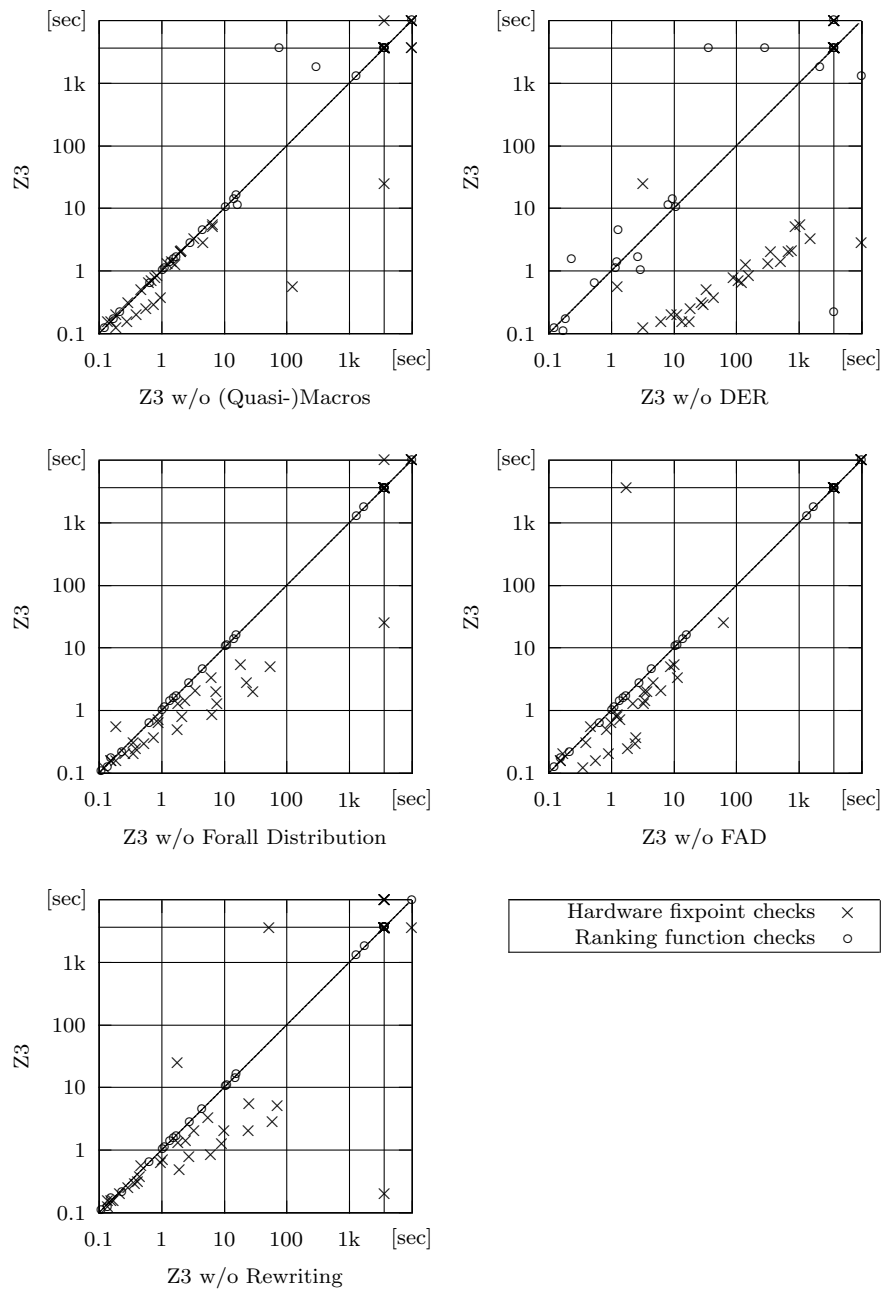 [sec] [sec]
1k 1k
100 100
Z3 Z3
10 10
1 1
0.1 0.1
0.1 1 10 100 1k [sec] 0.1 1 10 100 1k [sec]
Z3 w/o (Quasi-)Macros Z3 w/o DER
[sec] [sec]
1k 1k
100 100
Z3 Z3
10 10
1 1
0.1 0.1
0.1 1 10 100 1k [sec] 0.1 1 10 100 1k [sec]
Z3 w/o Forall Distribution Z3 w/o FAD
[sec]
Hardware fixpoint checks
Ranking function checks
1k
100
Z3
10
1
0.1
0.1 1 10 100 1k [sec]
Z3 w/o Rewriting